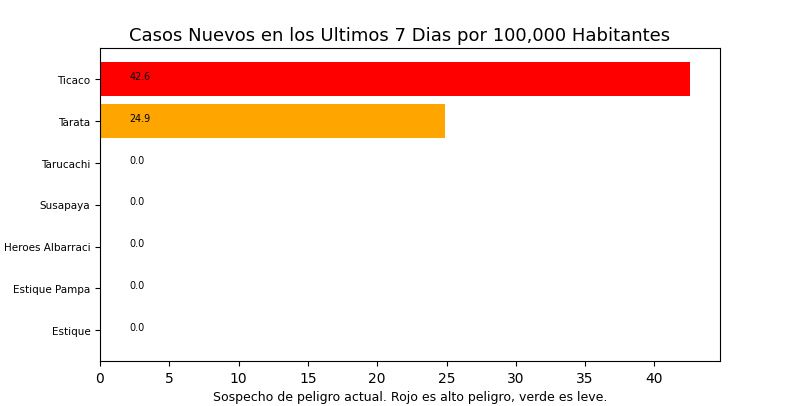 Casos Nuevos en los Ultimos 7 Dias por 100,000 Habitantes
Ticaco 42.6
Tarata 24.9
Tarucachi 0.0
Susapaya 0.0
Heroes Albarraci 0.0
Estique Pampa 0.0
Estique 0.0
0 5 10 15 20 25 30 35 40
Sospecho de peligro actual. Rojo es alto peligro, verde es leve.